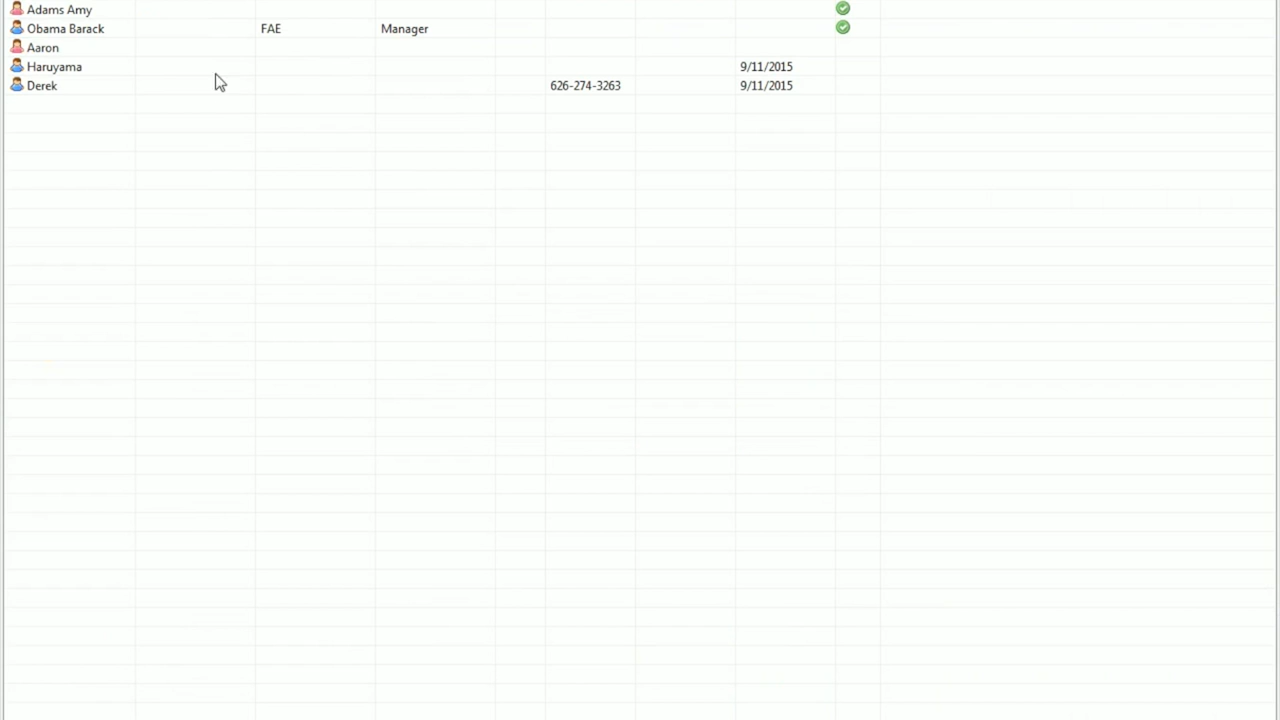 Adams Amy
Obama Barack FAE Manager
Aaron
Haruyama 9/11/2015
Derek 626-274-3263 9/11/2015